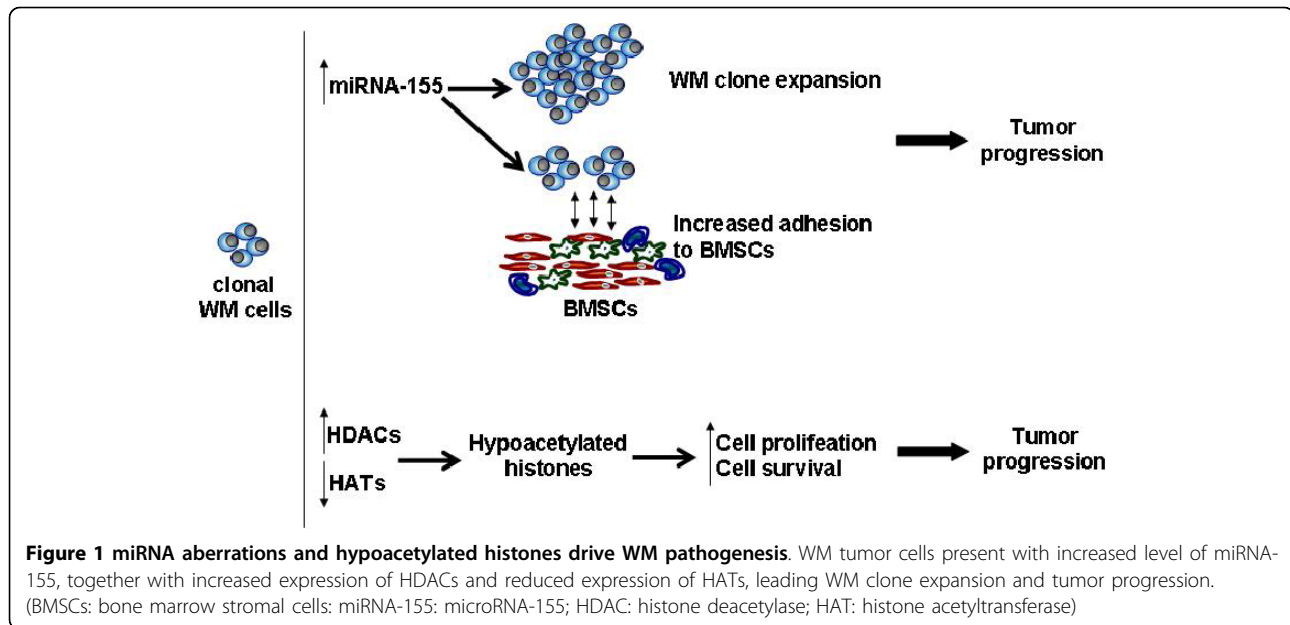 miRNA-155
WM clone expansion
Tumor
progression
Increased adhesion
to BMSCs
BMSCs
clonal
WM cells
HDACs
HATs
Hypoacetylated
histones
Cell prolifeation
Cell survival
Tumor
progression
Figure 1 miRNA aberrations and hypoacetylated histones drive WM pathogenesis. WM tumor cells present with increased level of miRNA-
155, together with increased expression of HDACs and reduced expression of HATs, leading WM clone expansion and tumor progression.
(BMSCs: bone marrow stromal cells: miRNA-155: microRNA-155; HDAC: histone deacetylase; HAT: histone acetyltransferase)